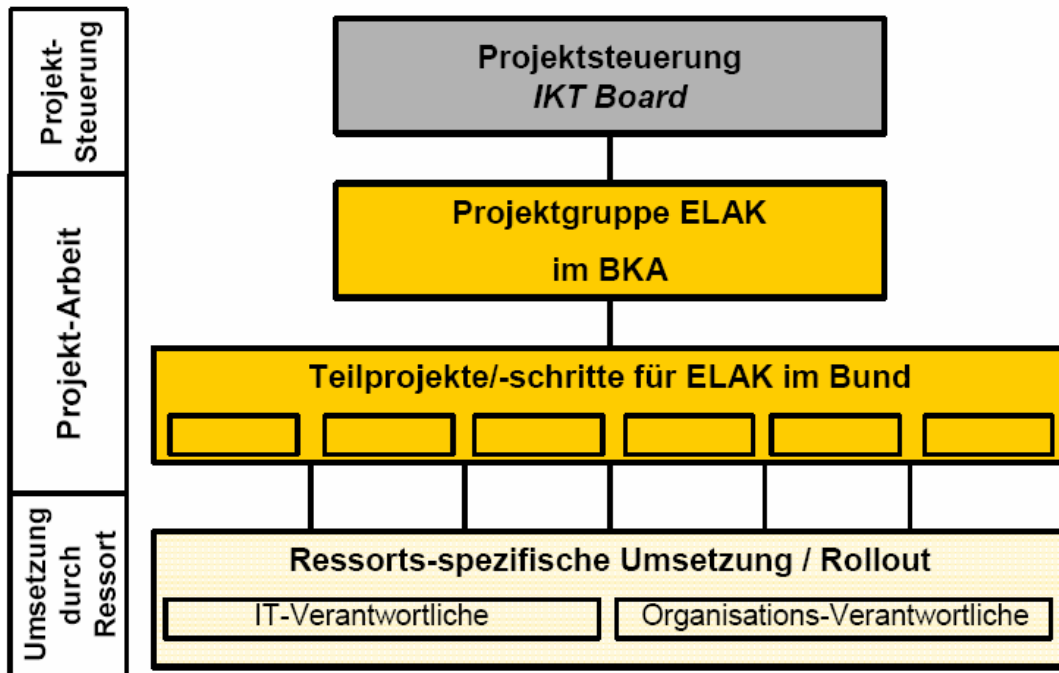 Projekt-
Steuerung
Projektsteuerung
IKT Board
Projekt-Arbeit
Projektgruppe ELAK
im BKA
Teilprojekte/-schritte für ELAK im Bund
Umsetzung
durch
Ressort
Ressorts-spezifische Umsetzung / Rollout
IT-Verantwortliche
Organisations-Verantwortliche